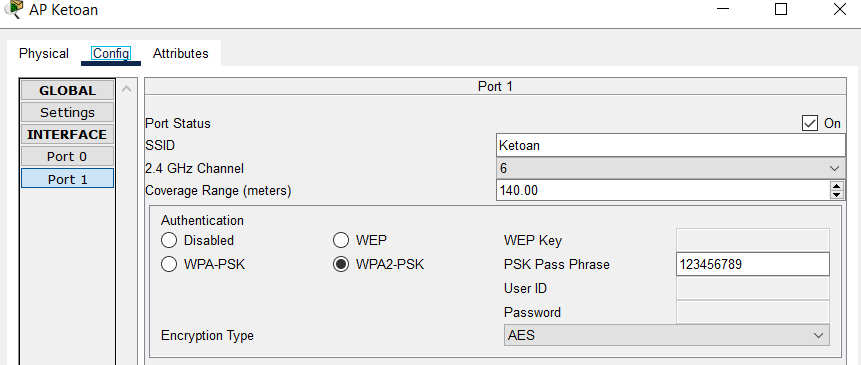 AP Ketoan
Physical Config Attributes
GLOBAL
Settings
INTERFACE
Port 0
Port 1
Port 1
Port Status On
SSID Ketoan
2.4 GHz Channel 6
Coverage Range (meters) 140.00
Authentication
Disabled WEP WEP Key
WPA-PSK WPA2-PSK PSK Pass Phrase 123456789
User ID
Password
Encryption Type AES